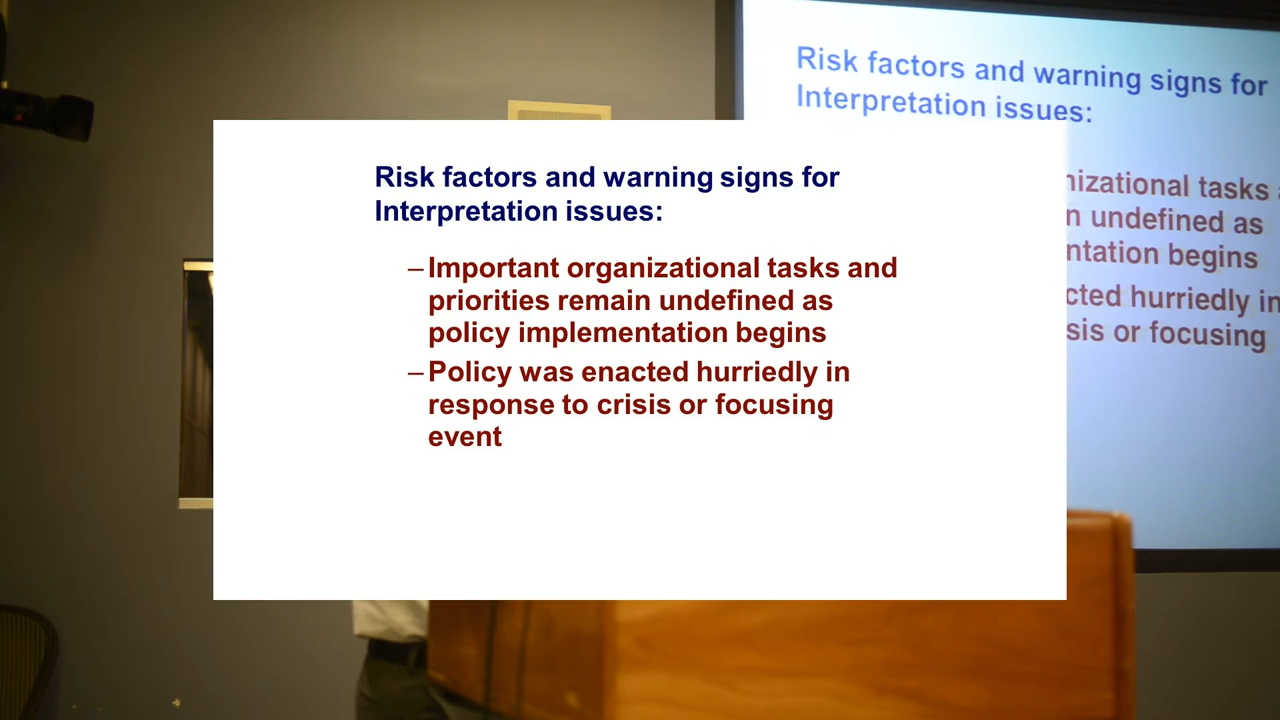 Risk factors and warning signs for
Interpretation issues:
–Important organizational tasks and
priorities remain undefined as
policy implementation begins
–Policy was enacted hurriedly in
response to crisis or focusing
event
Risk factors and warning signs for
Interpretation issues:
nizational tasks
n undefined as
ntation begins
cted hurriedly in
sis or focusing